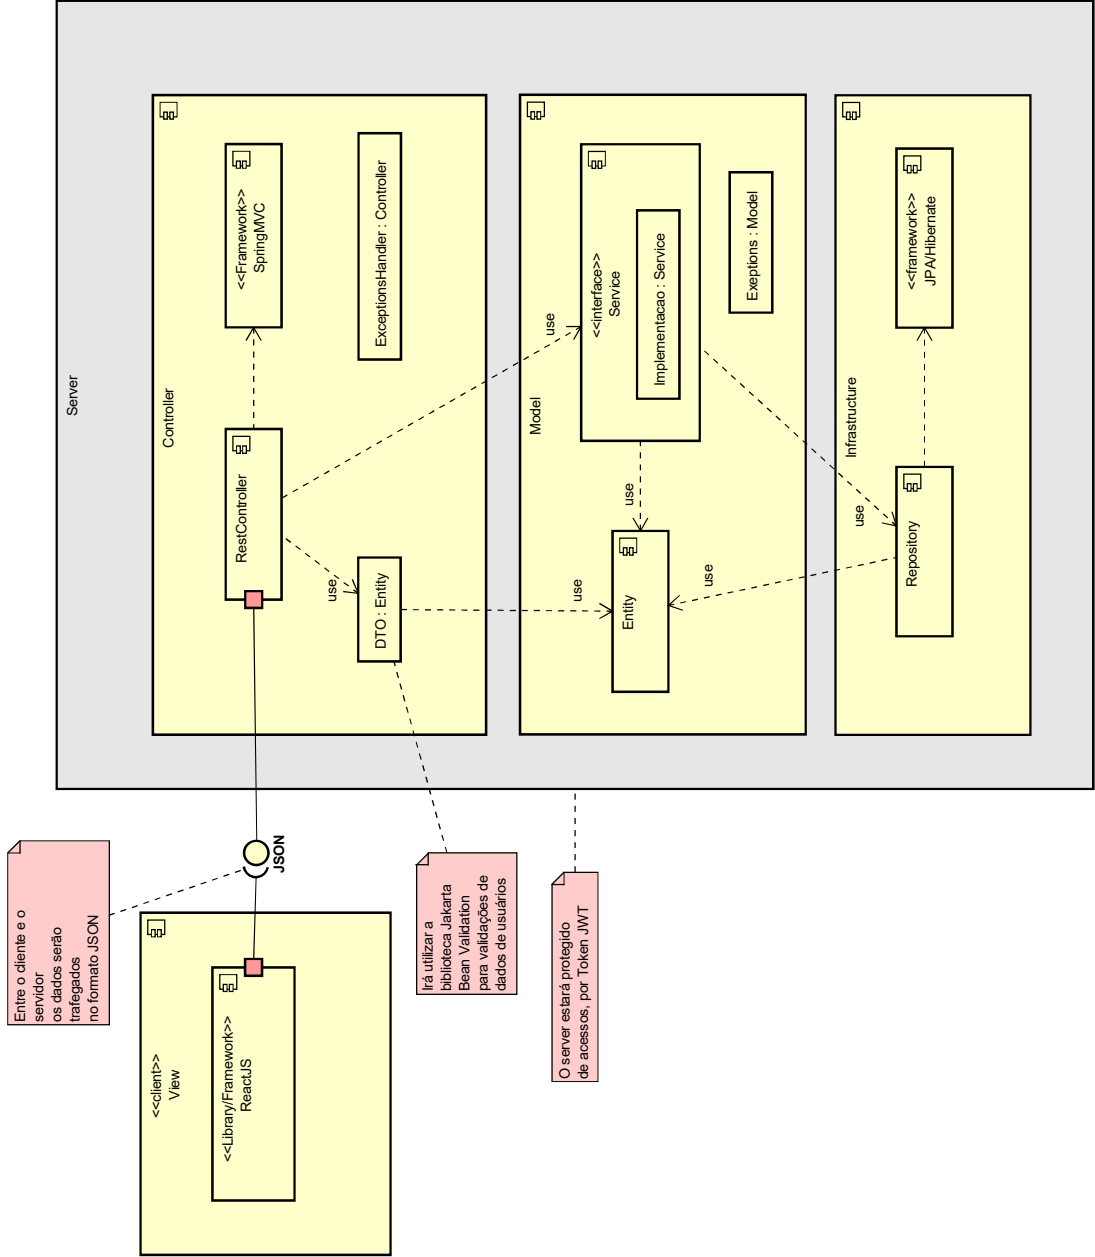 Entre o cliente e o
servidor
os dados serão
trafegados
no formato JSON
<<client>>
View
<<Library/Framework>>
ReactJS
JSON
Irá utilizar a
biblioteca Jakarta
Bean Validation
para validações de
dados de usuários
O server estará protegido
de acessos, por Token JWT
Server
Controller
RestController
<<Framework>>
SpringMVC
use
DTO : Entity
ExceptionsHandler : Controller
use
use
Model
Entity
use
<<interface>>
Service
Implementacao : Service
Exeptions : Model
use
use
Infrastructure
Repository
<<framework>>
JPA/Hibernate